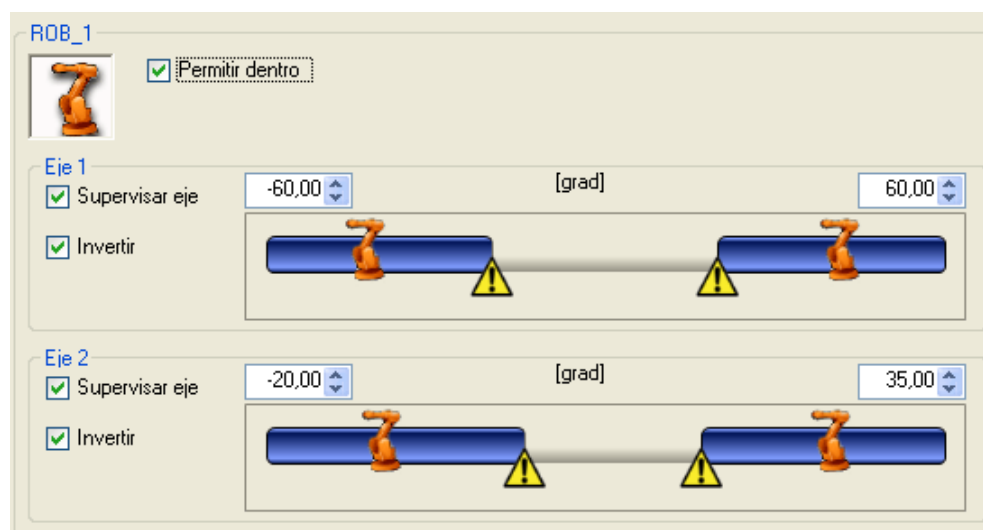 ROB_1
Permitir dentro
Eje 1
Supervisar eje
-60,00
[grad]
60,00
Invertir
Eje 2
Supervisar eje
-20,00
[grad]
35,00
Invertir